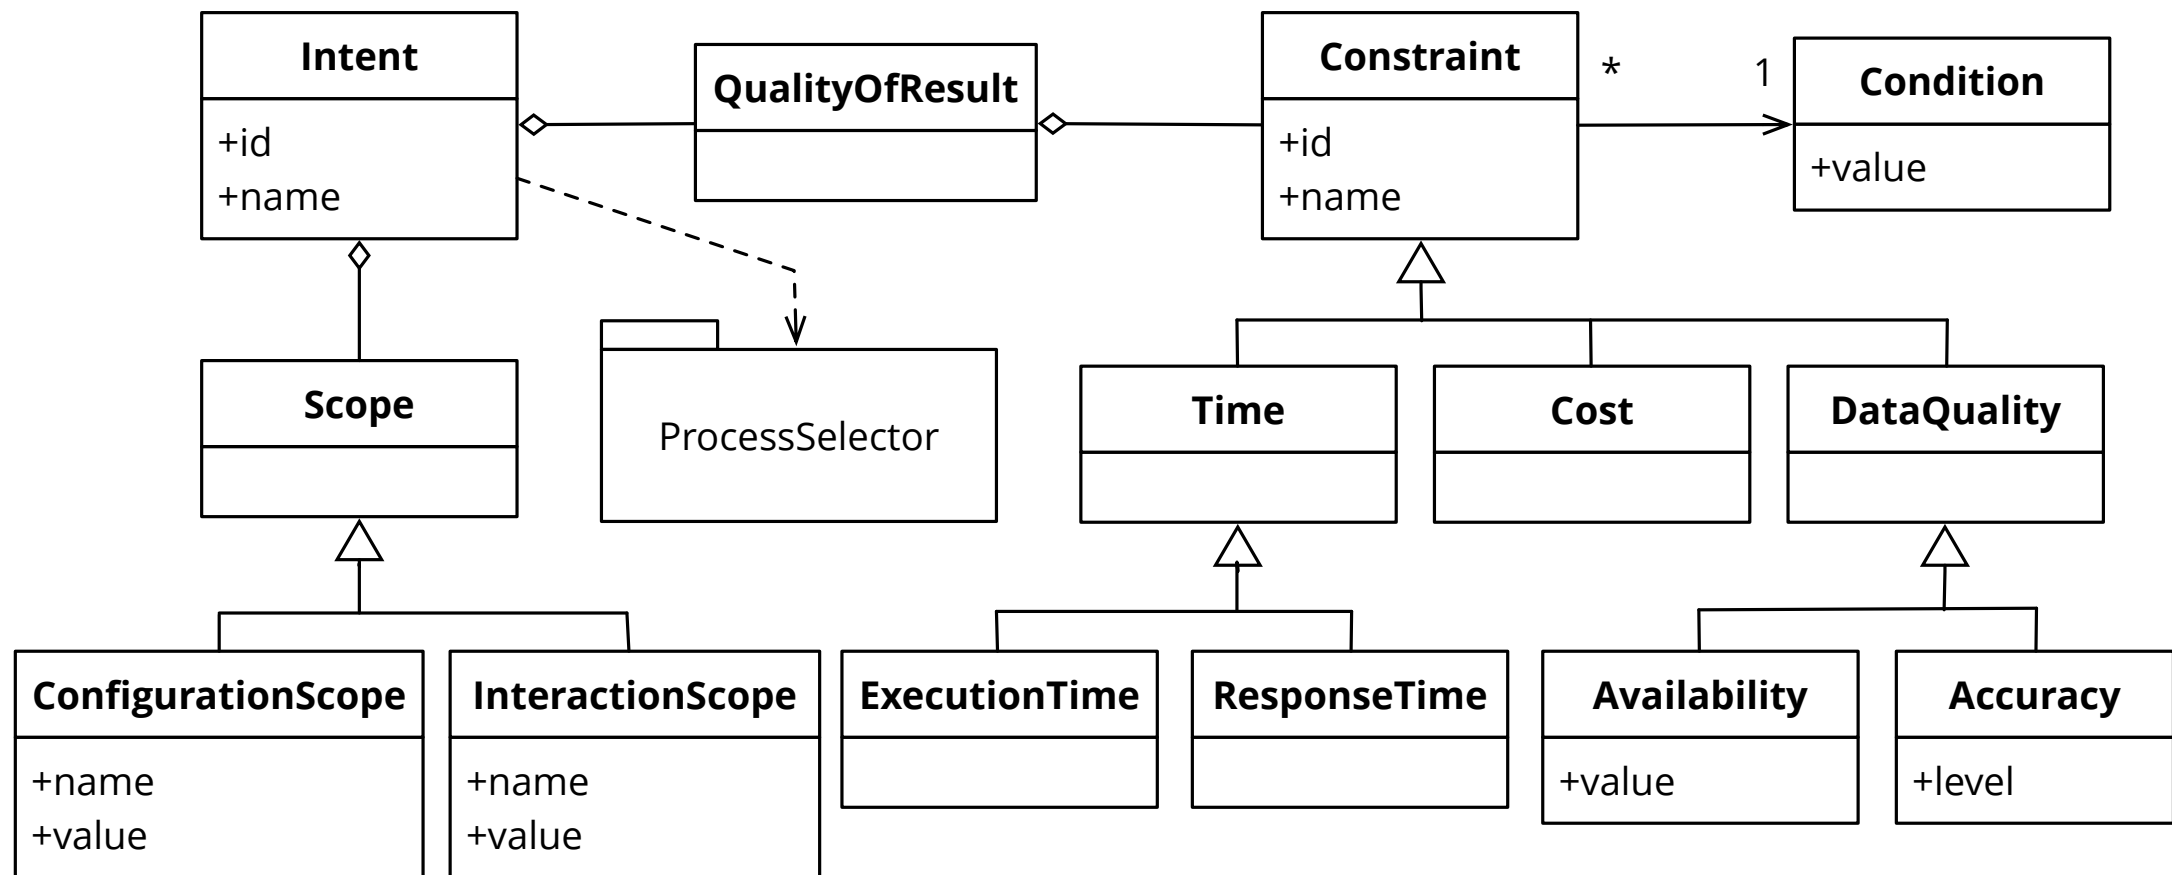 Intent
+id
+name
QualityOfResult
Constraint
+id
+name
*
1
Condition
+value
Scope
ProcessSelector
Time
Cost
DataQuality
ConfigurationScope
+name
+value
InteractionScope
+name
+value
ExecutionTime
ResponseTime
Availability
+value
Accuracy
+level